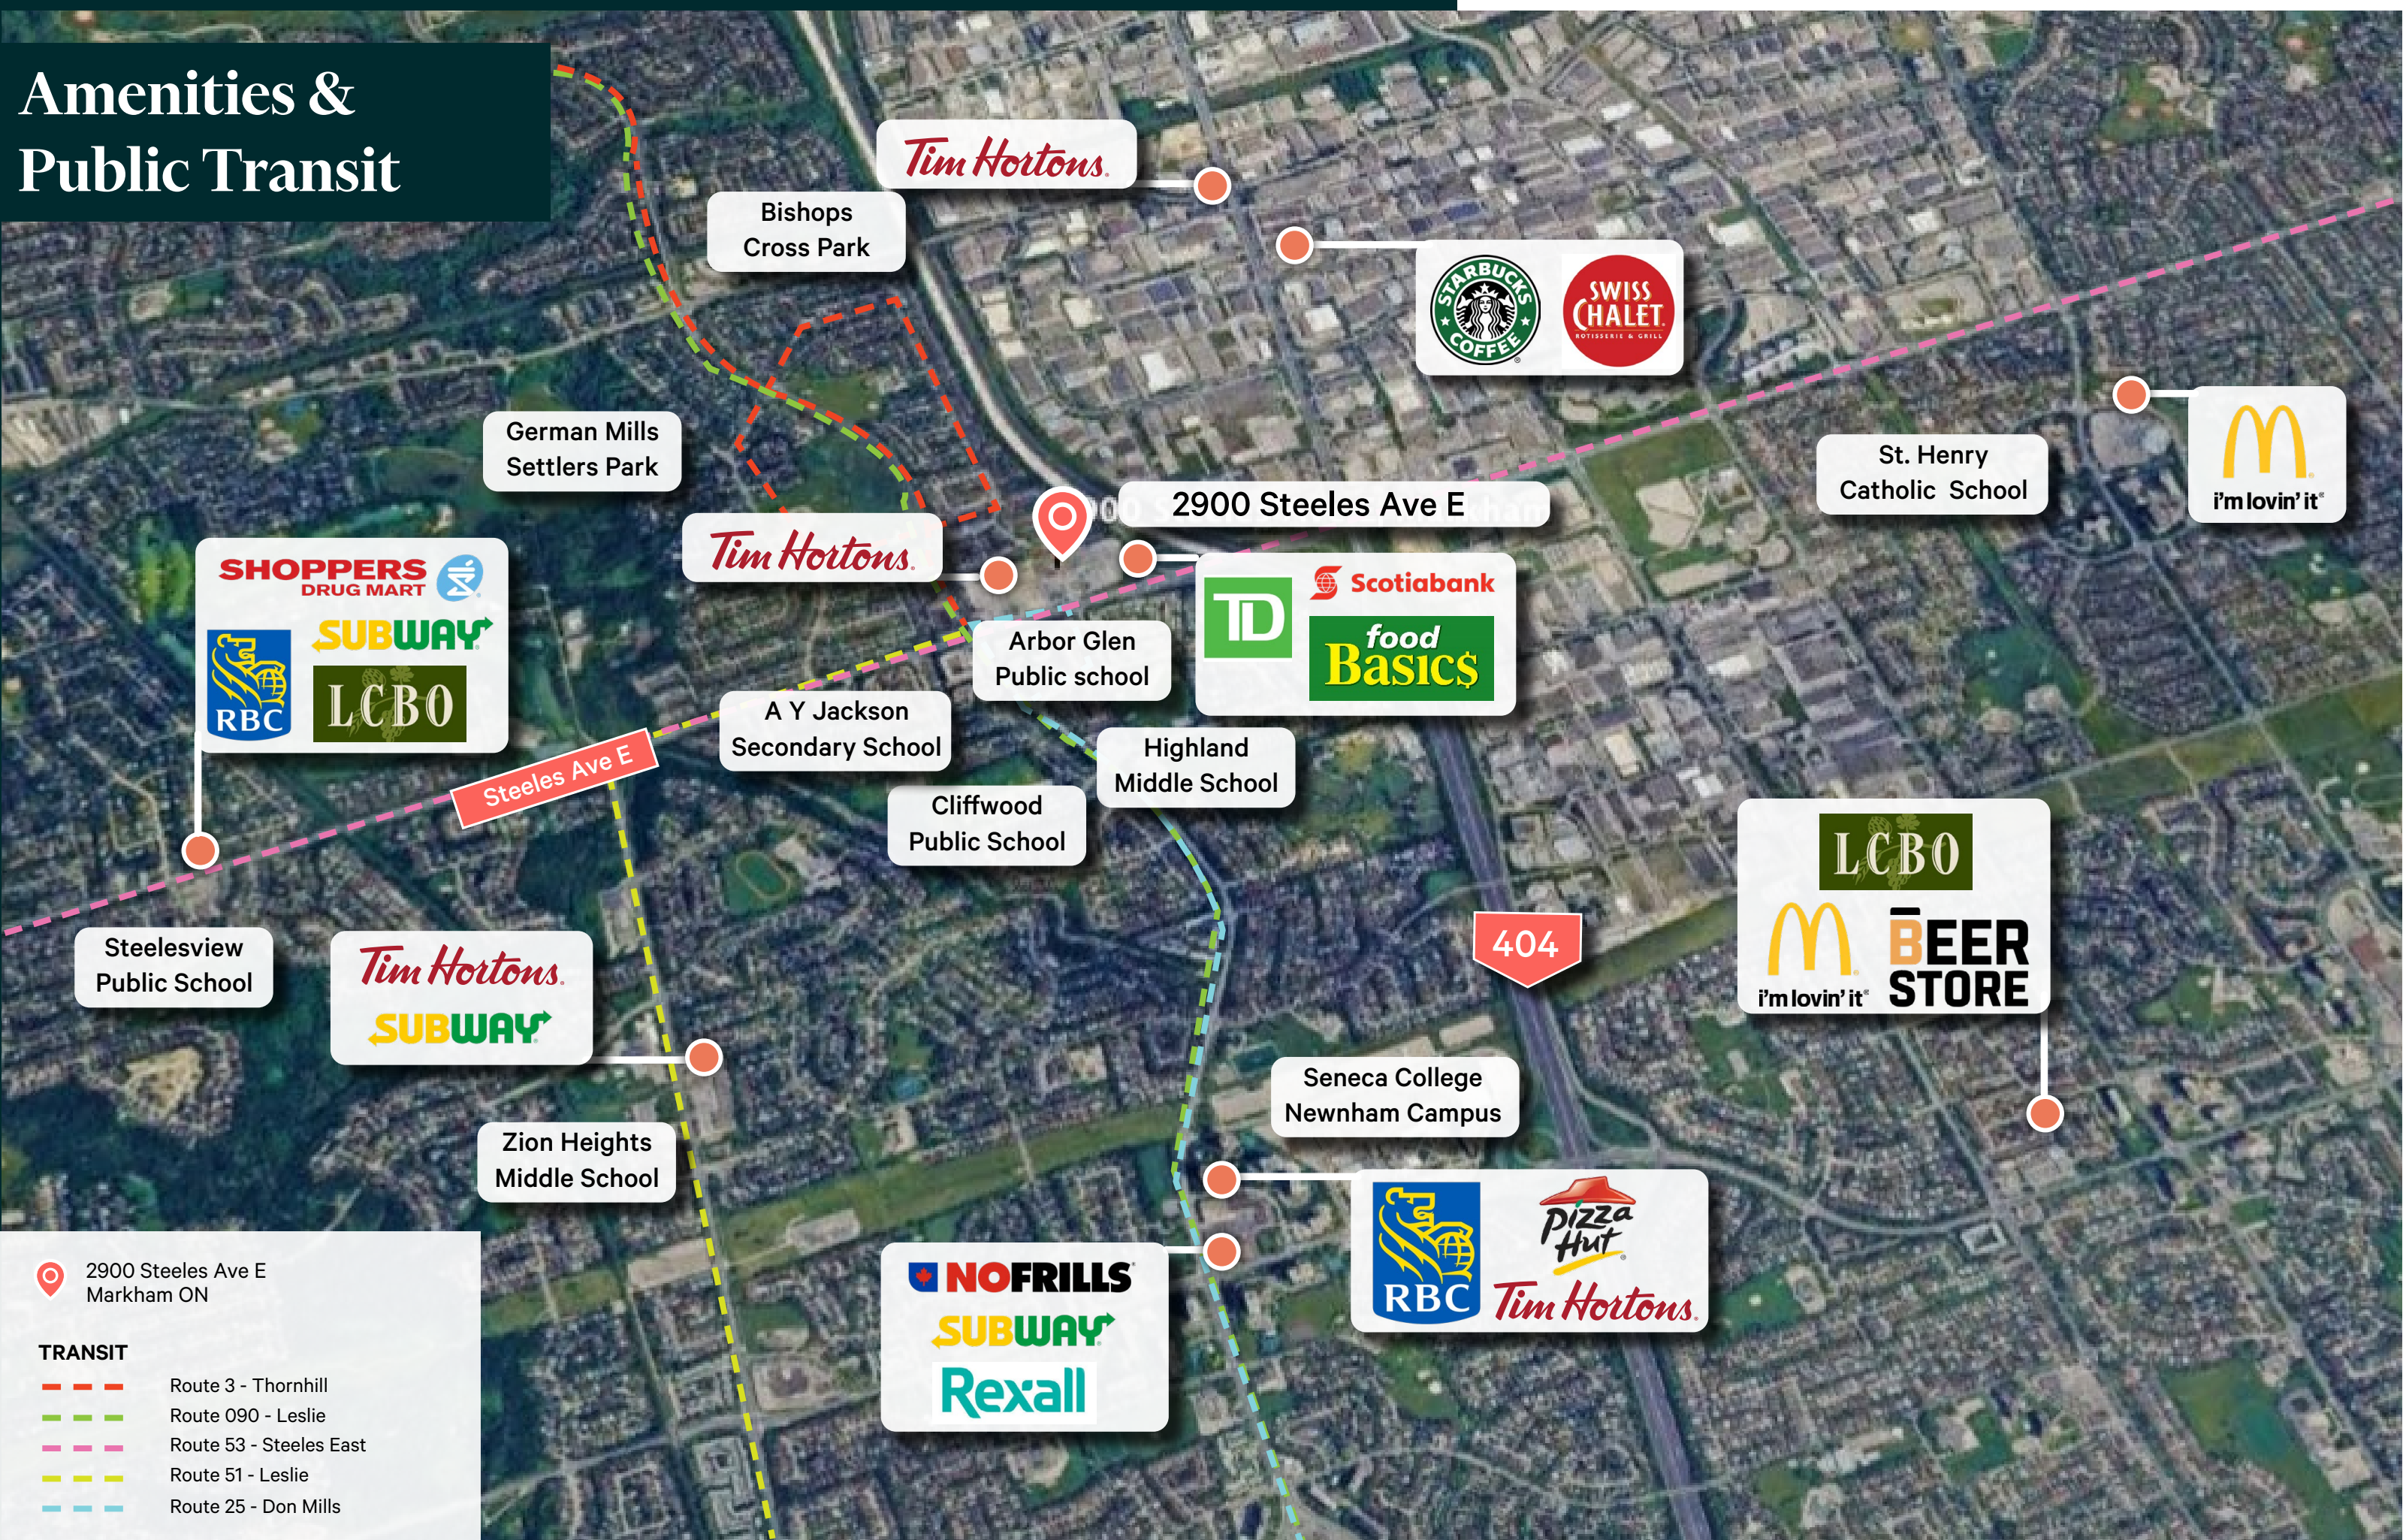 Amenities &
Public Transit
Tim Hortons
Bishops
Cross Park
STARBUCKS
COFFEE
SWISS
CHALET
ROTISSERIE & GRILL
German Mills
Settlers Park
St. Henry
Catholic School
i'm lovin' it
2900 Steeles Ave E
Tim Hortons
SHOPPERS
DRUG MART
SUBWAY
RBC
LCBO
TD
Scotiabank
food
Basic$
Arbor Glen
Public school
A Y Jackson
Secondary School
Highland
Middle School
Steeles Ave E
Cliffwood
Public School
LCBO
i'm lovin' it
BEER
STORE
404
Steelesview
Public School
Tim Hortons
SUBWAY
Seneca College
Newnham Campus
Zion Heights
Middle School
RBC
Pizza
Hut
Tim Hortons
NOFRILLS
SUBWAY
Rexall
2900 Steeles Ave E
Markham ON
TRANSIT
Route 3 - Thornhill
Route 090 - Leslie
Route 53 - Steeles East
Route 51 - Leslie
Route 25 - Don Mills